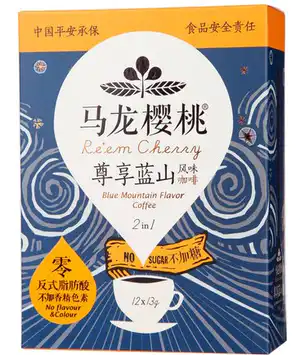 中国平安承保 食品安全责任
马龙樱桃®
Re'em Cherry
尊享蓝山 风味咖啡
Blue Mountain Flavor
Coffee
2 in 1
NO SUGAR 不加糖
零
反式脂肪酸
不加香精色素
No flavour
&Colour
12×13g